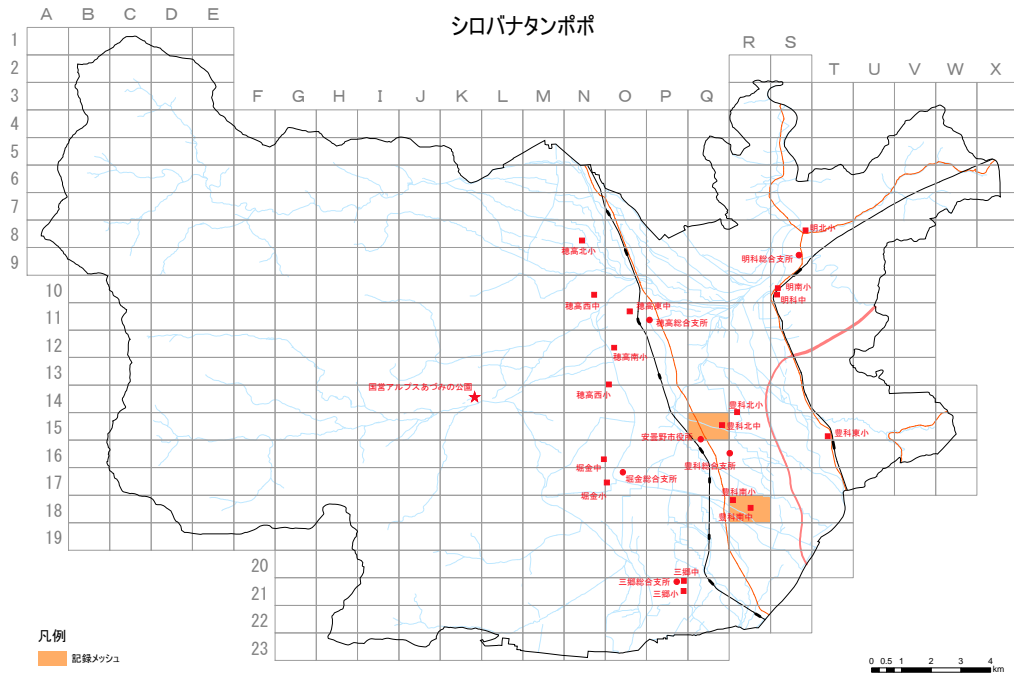 シロバナタンポポ
A B C D E
R S
T U V W X
F G H I J K L M N O P Q
1
2
3
4
5
6
7
8
9
10
11
12
13
14
15
16
17
18
19
20
21
22
23
明北小
穂高北小
明科総合支所
明南小
明科中
穂高西中
穂高東中
穂高総合支所
穂高南小
国営アルプスあづみの公園
穂高西小
豊科北小
豊科北中
安曇野市役所
豊科東小
豊科総合支所
堀金中
堀金総合支所
堀金小
豊科南小
豊科南中
三郷中
三郷総合支所
三郷小
凡例
記録メッシュ
0 0.5 1 2 3 4
km